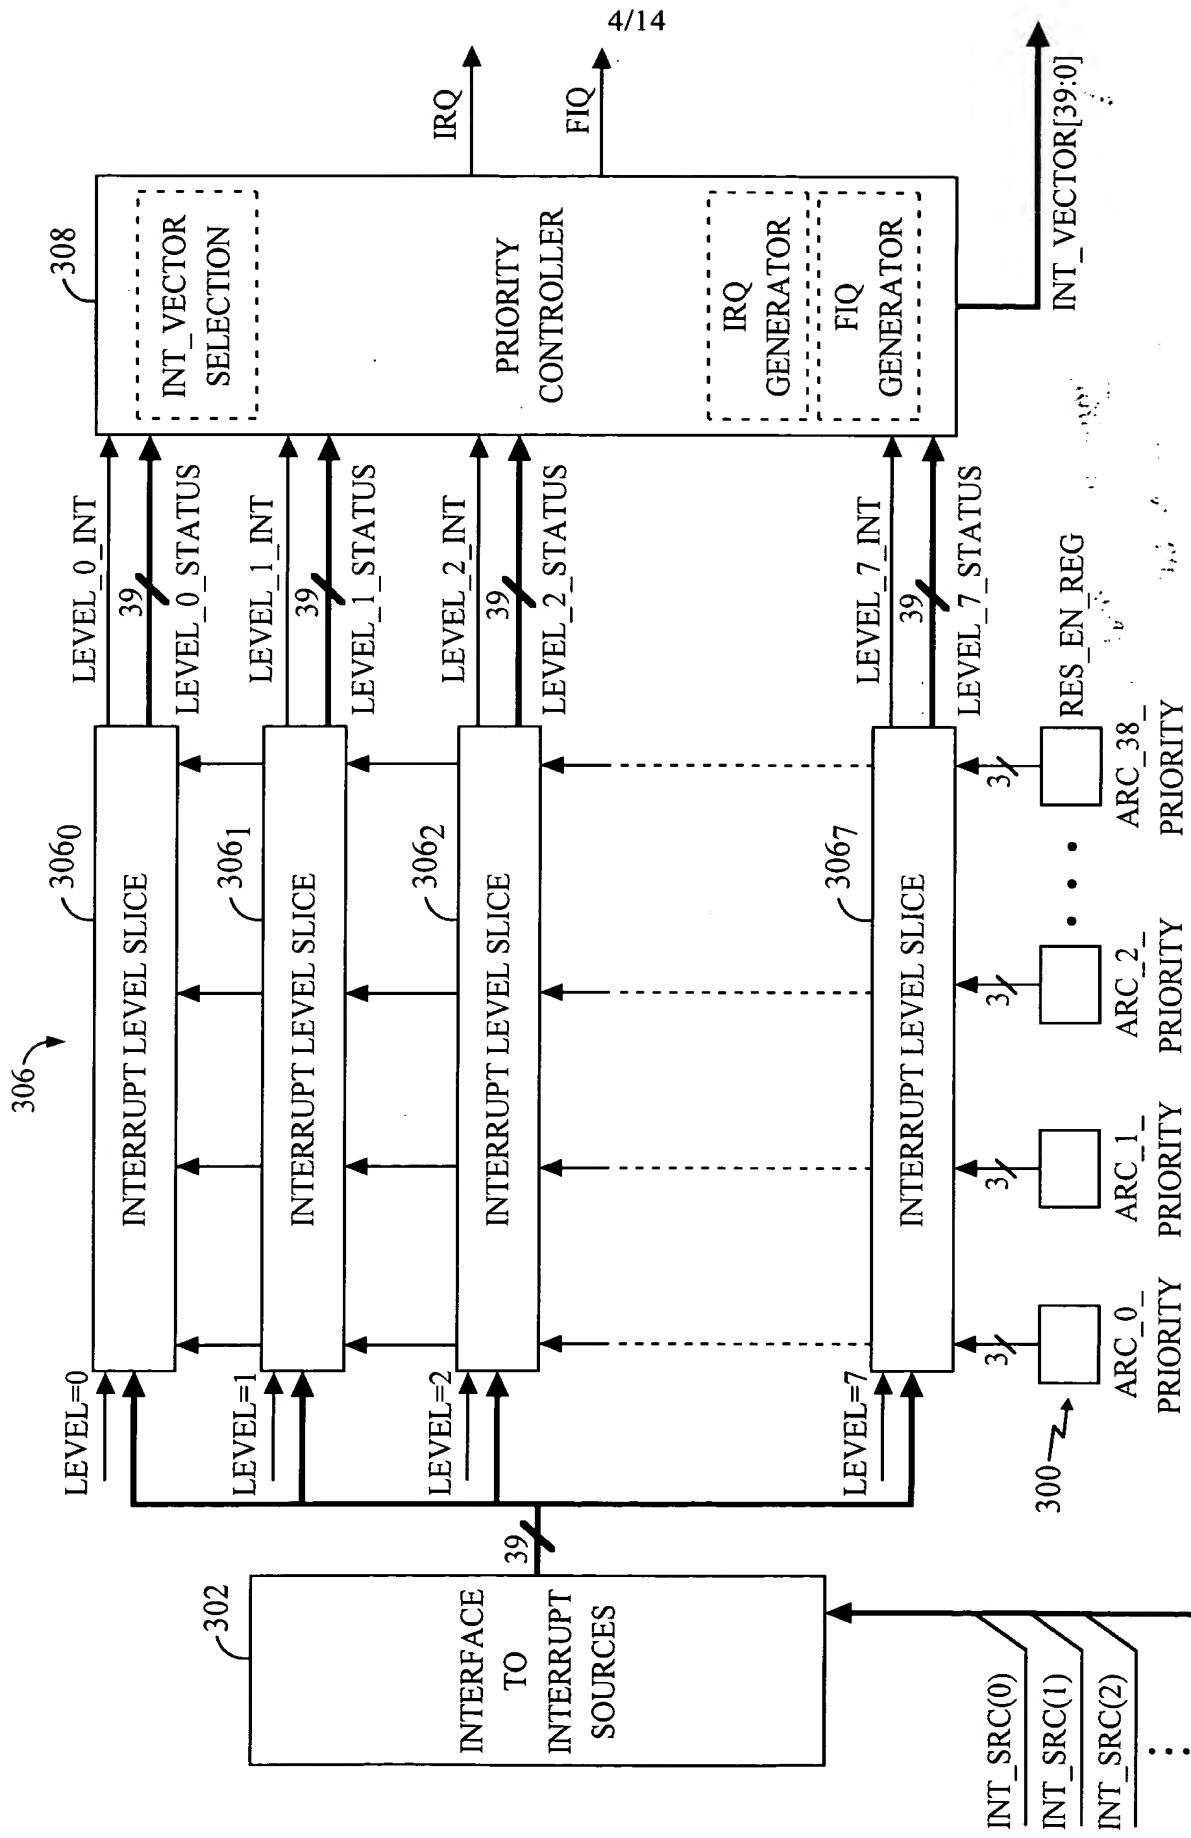 4/14
306
302
INTERFACE
TO
INTERRUPT
SOURCES
INT_SRC(0)
INT_SRC(1)
INT_SRC(2)
39
LEVEL=0
LEVEL=1
LEVEL=2
LEVEL=7
306₀
INTERRUPT LEVEL SLICE
306₁
INTERRUPT LEVEL SLICE
306₂
INTERRUPT LEVEL SLICE
306₇
INTERRUPT LEVEL SLICE
LEVEL_0_INT
39
LEVEL_0_STATUS
LEVEL_1_INT
39
LEVEL_1_STATUS
LEVEL_2_INT
39
LEVEL_2_STATUS
LEVEL_7_INT
39
LEVEL_7_STATUS
308
INT_VECTOR
SELECTION
PRIORITY
CONTROLLER
IRQ
GENERATOR
FIQ
GENERATOR
IRQ
FIQ
INT_VECTOR[39:0]
300
3
3
3
3
RES_EN_REG
ARC_0_
PRIORITY
ARC_1_
PRIORITY
ARC_2_
PRIORITY
ARC_38_
PRIORITY